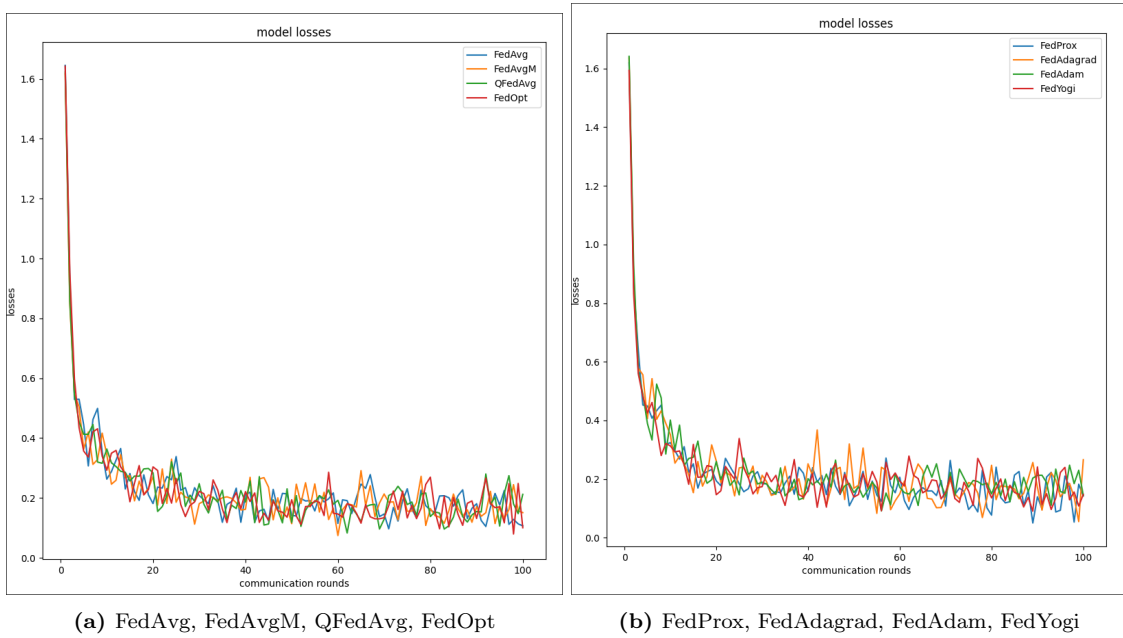 model losses
FedAvg
FedAvgM
QFedAvg
FedOpt
1.6
1.4
1.2
1.0
0.8
0.6
0.4
0.2
0.0
losses
0 20 40 60 80 100
communication rounds
(a) FedAvg, FedAvgM, QFedAvg, FedOpt
model losses
FedProx
FedAdagrad
FedAdam
FedYogi
1.6
1.4
1.2
1.0
0.8
0.6
0.4
0.2
0.0
losses
0 20 40 60 80 100
communication rounds
(b) FedProx, FedAdagrad, FedAdam, FedYogi